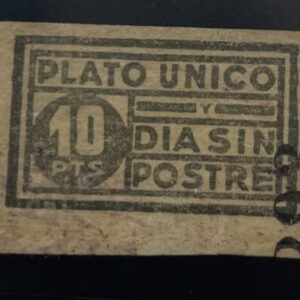 PLATO UNICO
Y
10
PTS
DIA SIN
POSTRE